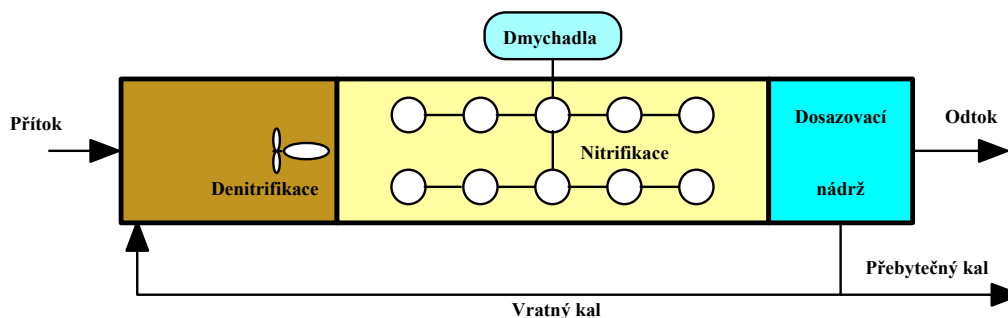 Dmychadla
Přítok
Dosazovací
Odtok
Nitrifikace
Denitrifikace
nádrž
Přebytečný kal
Vratný kal